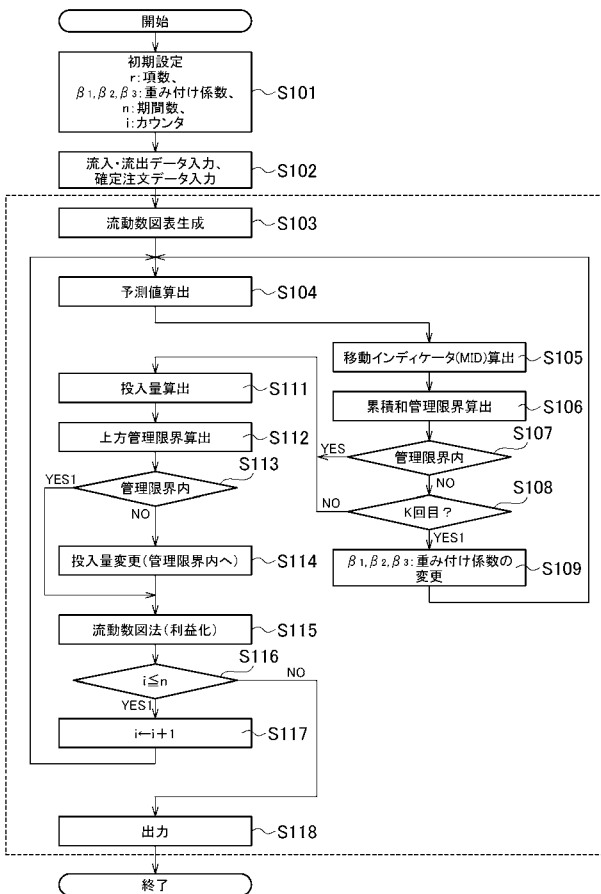 開始
初期設定
r:項数、
β1,β2,β3:重み付け係数、
n:期間数、
i:カウンタ
S101
流入・流出データ入力、
確定注文データ入力
S102
流動数図表生成
S103
予測値算出
S104
移動インディケータ(MID)算出
S105
累積和管理限界算出
S106
管理限界内
S107
YES
NO
K回目?
S108
NO
YES1
β1,β2,β3:重み付け係数の
変更
S109
投入量算出
S111
上方管理限界算出
S112
管理限界内
S113
YES1
NO
投入量変更(管理限界内へ)
S114
流動数図法(利益化)
S115
i≦n
S116
NO
YES1
i←i+1
S117
出力
S118
終了